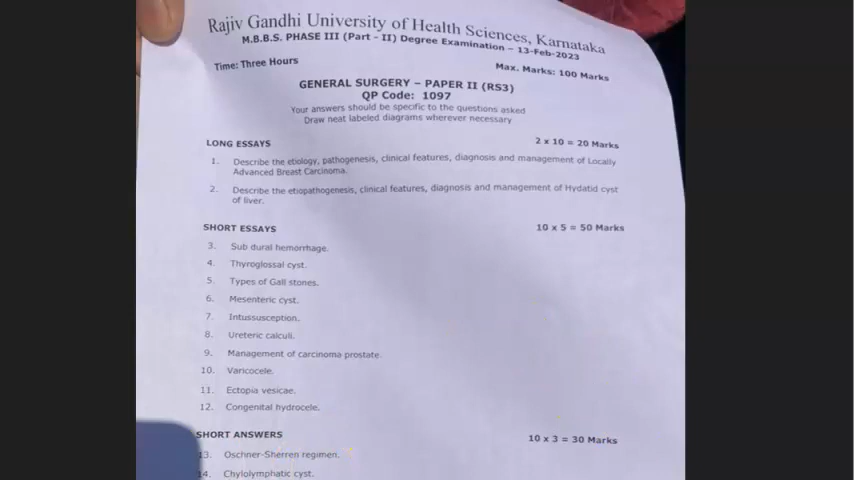 Rajiv Gandhi University of Health Sciences, Karnataka
M.B.B.S. PHASE III (Part - II) Degree Examination – 13-Feb-2023
Time: Three Hours Max. Marks: 100 Marks
GENERAL SURGERY – PAPER II (RS3)
QP Code: 1097
Your answers should be specific to the questions asked
Draw neat labeled diagrams wherever necessary
LONG ESSAYS 2 x 10 = 20 Marks
1. Describe the etiology, pathogenesis, clinical features, diagnosis and management of Locally
Advanced Breast Carcinoma.
2. Describe the etiopathogenesis, clinical features, diagnosis and management of Hydatid cyst
of liver.
SHORT ESSAYS 10 x 5 = 50 Marks
3. Sub dural hemorrhage.
4. Thyroglossal cyst.
5. Types of Gall stones.
6. Mesenteric cyst.
7. Intussusception.
8. Ureteric calculi.
9. Management of carcinoma prostate.
10. Varicocele.
11. Ectopia vesicae.
12. Congenital hydrocele.
SHORT ANSWERS 10 x 3 = 30 Marks
13. Oschner-Sherren regimen.
14. Chylolymphatic cyst.